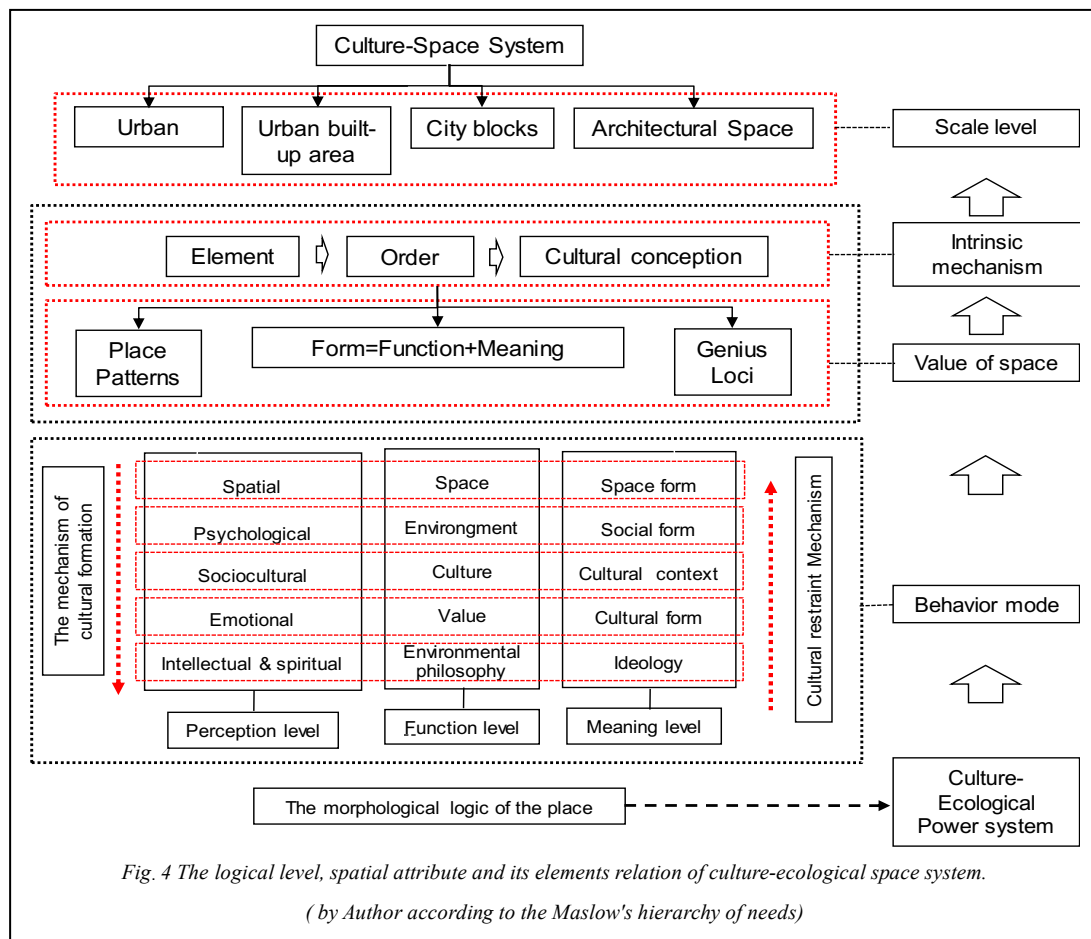 Culture-Space System
Urban
Urban built-
up area
City blocks
Architectural Space
Scale level
Element
Order
Cultural conception
Intrinsic
mechanism
Place
Patterns
Form=Function+Meaning
Genius
Loci
Value of space
The mechanism of
cultural formation
Spatial
Space
Space form
Psychological
Environgment
Social form
Sociocultural
Culture
Cultural context
Emotional
Value
Cultural form
Intellectual & spiritual
Environmental
philosophy
Ideology
Perception level
Function level
Meaning level
Cultural restraint Mechanism
Behavior mode
The morphological logic of the place
Culture-
Ecological
Power system
Fig. 4 The logical level, spatial attribute and its elements relation of culture-ecological space system.
( by Author according to the Maslow's hierarchy of needs)